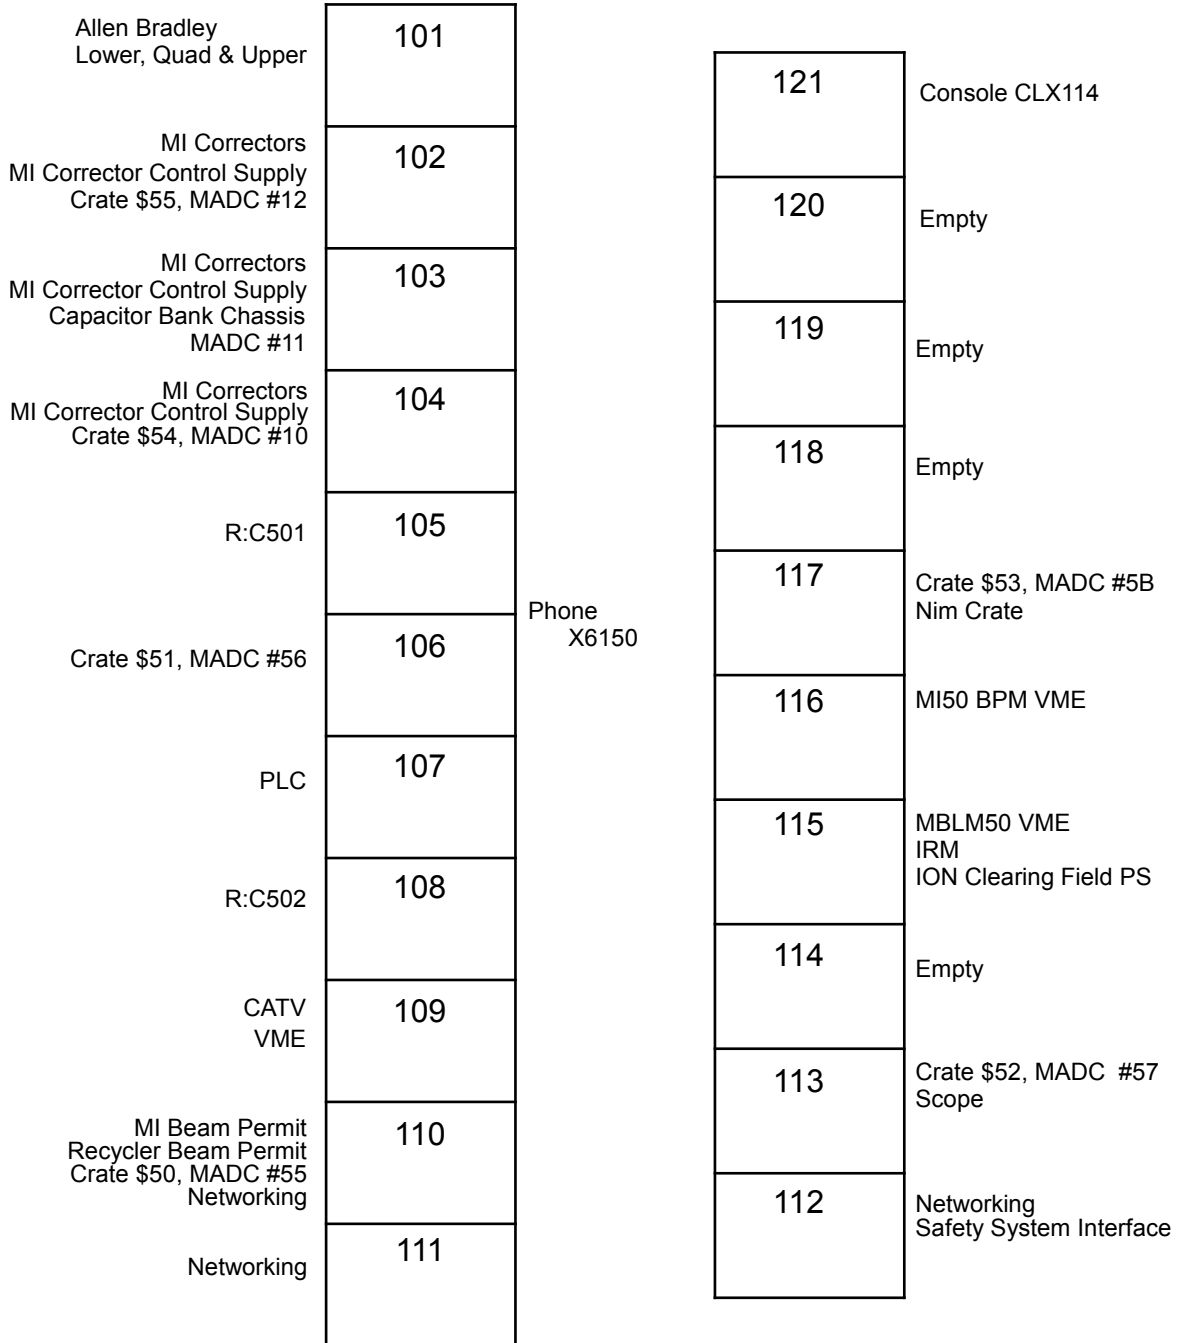 Allen Bradley
Lower, Quad & Upper
101
MI Correctors
MI Corrector Control Supply
Crate $55, MADC #12
102
MI Correctors
MI Corrector Control Supply
Capacitor Bank Chassis
MADC #11
103
MI Correctors
MI Corrector Control Supply
Crate $54, MADC #10
104
R:C501
105
Phone
X6150
Crate $51, MADC #56
106
PLC
107
R:C502
108
CATV
VME
109
MI Beam Permit
Recycler Beam Permit
Crate $50, MADC #55
Networking
110
Networking
111
121
Console CLX114
120
Empty
119
Empty
118
Empty
117
Crate $53, MADC #5B
Nim Crate
116
MI50 BPM VME
115
MBLM50 VME
IRM
ION Clearing Field PS
114
Empty
113
Crate $52, MADC  #57
Scope
112
Networking
Safety System Interface